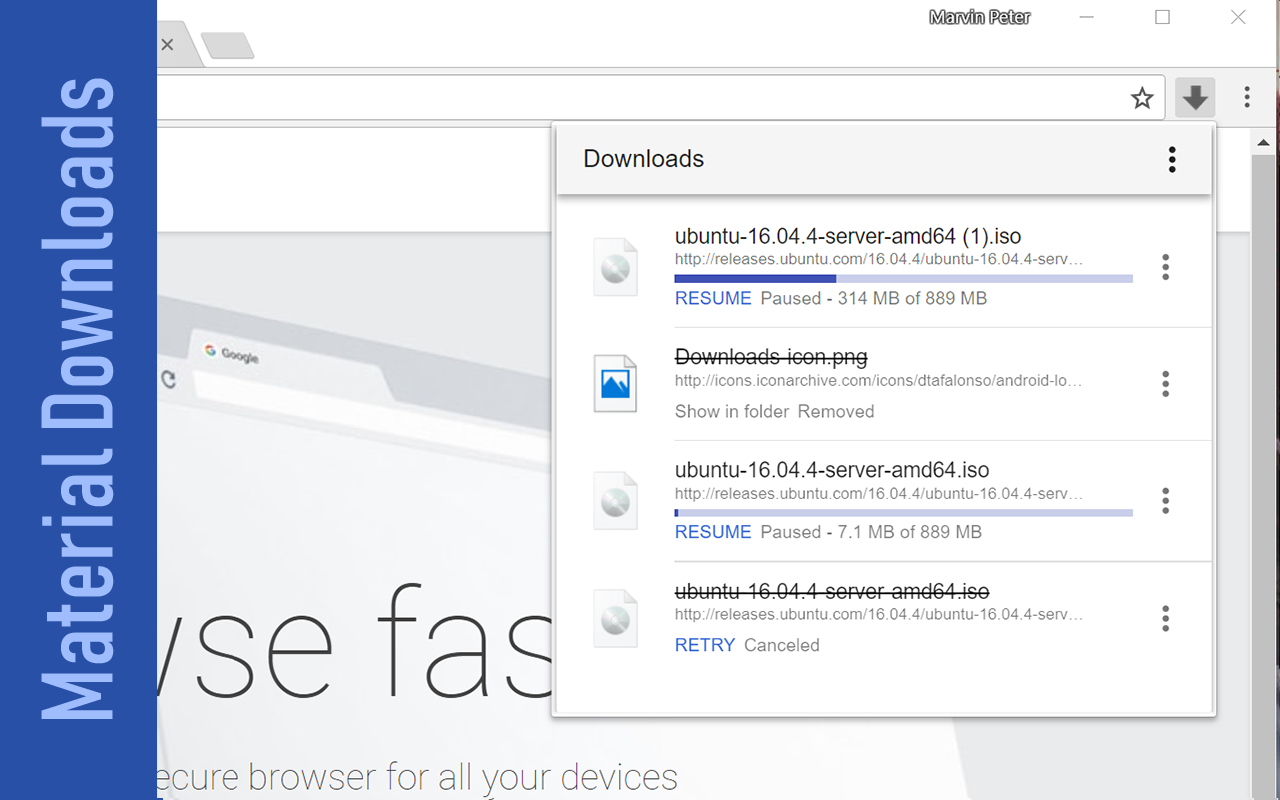 Material Downloads
Marvin Peter
Downloads
ubuntu-16.04.4-server-amd64 (1).iso
http://releases.ubuntu.com/16.04.4/ubuntu-16.04.4-serv…
RESUME Paused - 314 MB of 889 MB
Downloads-icon.png
http://icons.iconarchive.com/icons/dtafalonso/android-lo…
Show in folder Removed
ubuntu-16.04.4-server-amd64.iso
http://releases.ubuntu.com/16.04.4/ubuntu-16.04.4-serv…
RESUME Paused - 7.1 MB of 889 MB
ubuntu-16.04.4-server-amd64.iso
http://releases.ubuntu.com/16.04.4/ubuntu-16.04.4-serv…
RETRY Canceled
Google
wse fas
ecure browser for all your devices